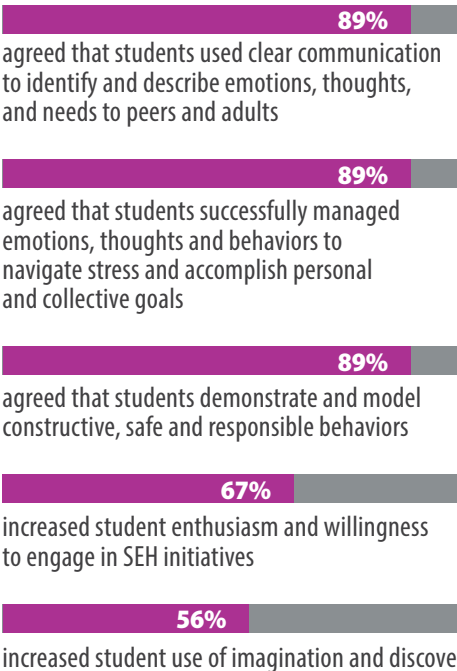 89%
agreed that students used clear communication
to identify and describe emotions, thoughts,
and needs to peers and adults
89%
agreed that students successfully managed
emotions, thoughts and behaviors to
navigate stress and accomplish personal
and collective goals
89%
agreed that students demonstrate and model
constructive, safe and responsible behaviors
67%
increased student enthusiasm and willingness
to engage in SEH initiatives
56%
increased student use of imagination and discove